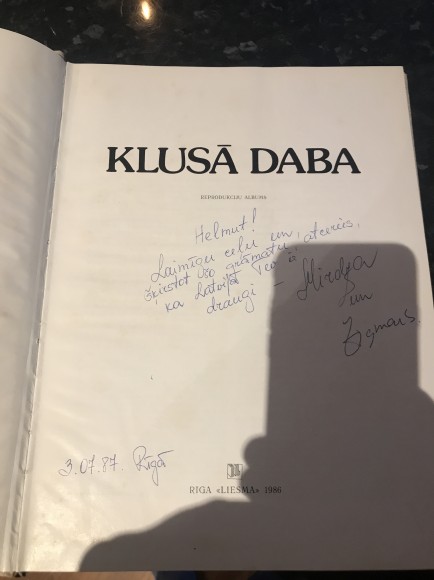 KLUSĀ DABA
REPRODUKCIJU ALBUMS
Helmut!
Laimīgu ceļu un,
šķirstot šo grāmatu, atceries,
ka Latvijā Tev ir
draugi – Mirdza
un
Zigmars.
3.07.87. Rīgā
RIGA «LIESMA» 1986